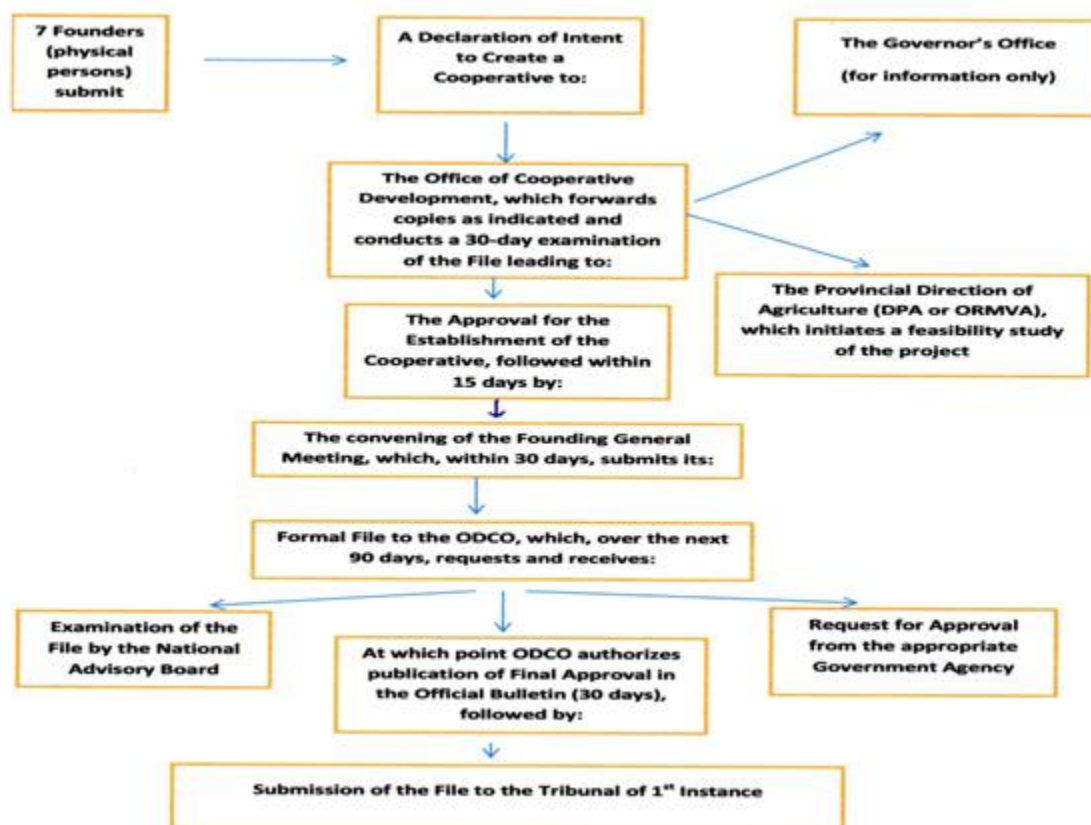 7 Founders
(physical
persons)
submit
A Declaration of Intent
to Create a
Cooperative to:
The Governor's Office
(for information only)
The Office of Cooperative
Development, which forwards
copies as indicated and
conducts a 30-day examination
of the File leading to:
The Provincial Direction of
Agriculture (DPA or ORMVA),
which initiates a feasibility study
of the project
The Approval for the
Establishment of the
Cooperative, followed within
15 days by:
The convening of the Founding General
Meeting, which, within 30 days, submits its:
Formal File to the ODCO, which, over the next
90 days, requests and receives:
Examination of the
File by the National
Advisory Board
At which point ODCO authorizes
publication of Final Approval in
the Official Bulletin (30 days),
followed by:
Request for Approval
from the appropriate
Government Agency
Submission of the File to the Tribunal of 1st Instance